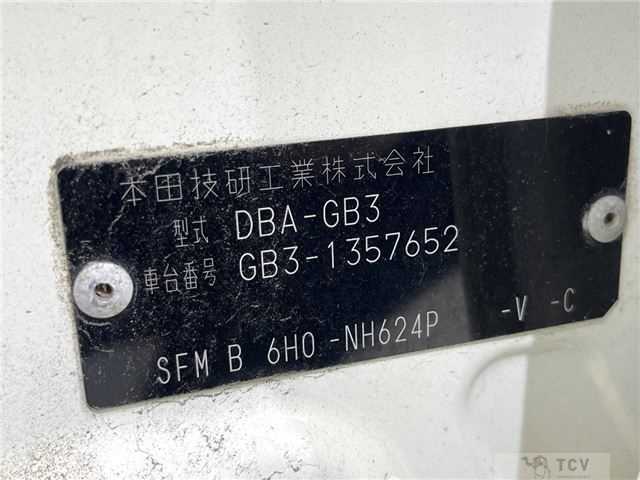 本田技研工業株式会社
型式 DBA-GB3
車台番号 GB3-1357652
SFM B 6H0 -NH624P -V -C
TCV